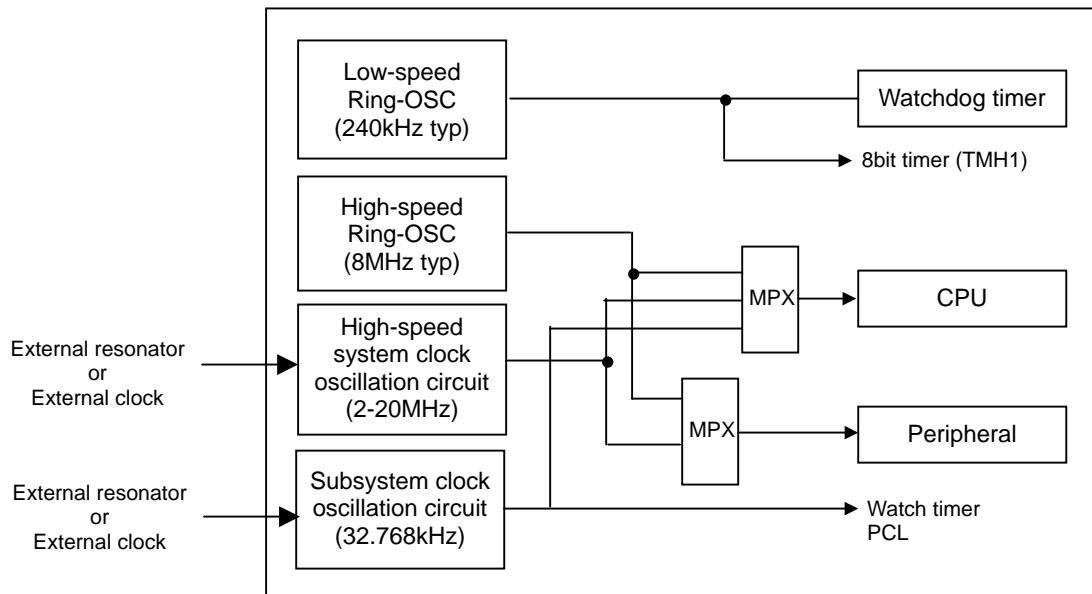 Low-speed
Ring-OSC
(240kHz typ)
Watchdog timer
8bit timer (TMH1)
High-speed
Ring-OSC
(8MHz typ)
MPX
CPU
External resonator
or
External clock
High-speed
system clock
oscillation circuit
(2-20MHz)
MPX
Peripheral
External resonator
or
External clock
Subsystem clock
oscillation circuit
(32.768kHz)
Watch timer
PCL